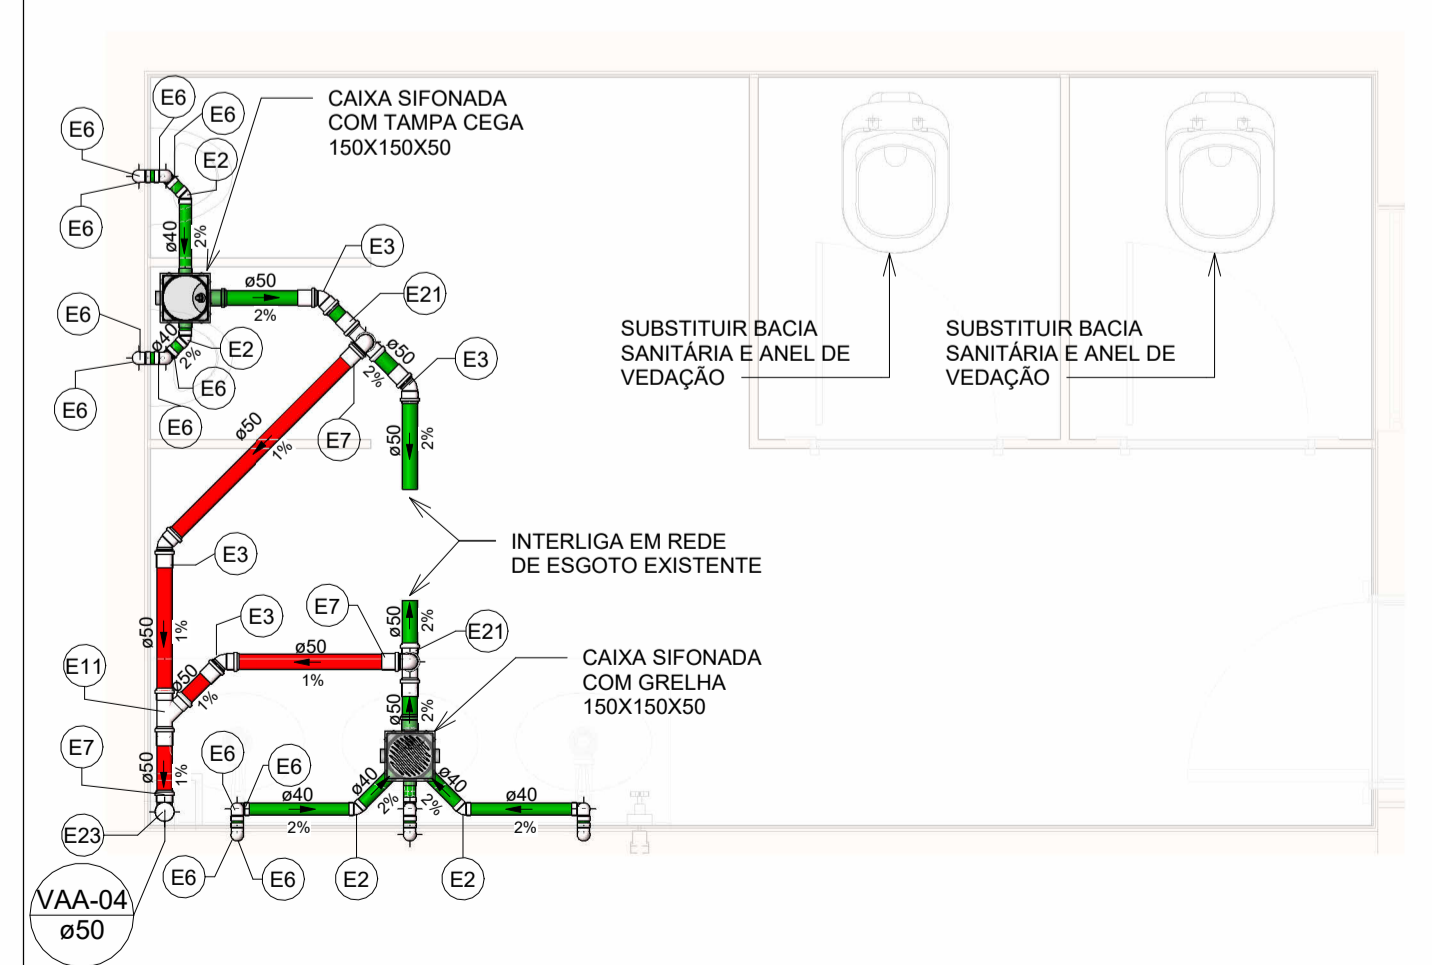 E6
E6
E6
E2
E6
CAIXA SIFONADA
COM TAMPA CEGA
150X150X50
ø40
2%
E3
ø50
2%
E21
E6
ø40
2%
E2
E6
E6
E6
ø50
2%
E3
E7
SUBSTITUIR BACIA
SANITÁRIA E ANEL DE
VEDAÇÃO
SUBSTITUIR BACIA
SANITÁRIA E ANEL DE
VEDAÇÃO
ø50
1%
ø50
2%
E3
INTERLIGA EM REDE
DE ESGOTO EXISTENTE
ø50
1%
E3
E7
ø50
2%
E21
ø50
1%
E11
ø50
1%
CAIXA SIFONADA
COM GRELHA
150X150X50
ø50
2%
E7
ø50
1%
E6
E6
ø40
2%
ø40
2%
ø40
2%
ø40
2%
E23
E6
E6
E2
E2
VAA-04
ø50